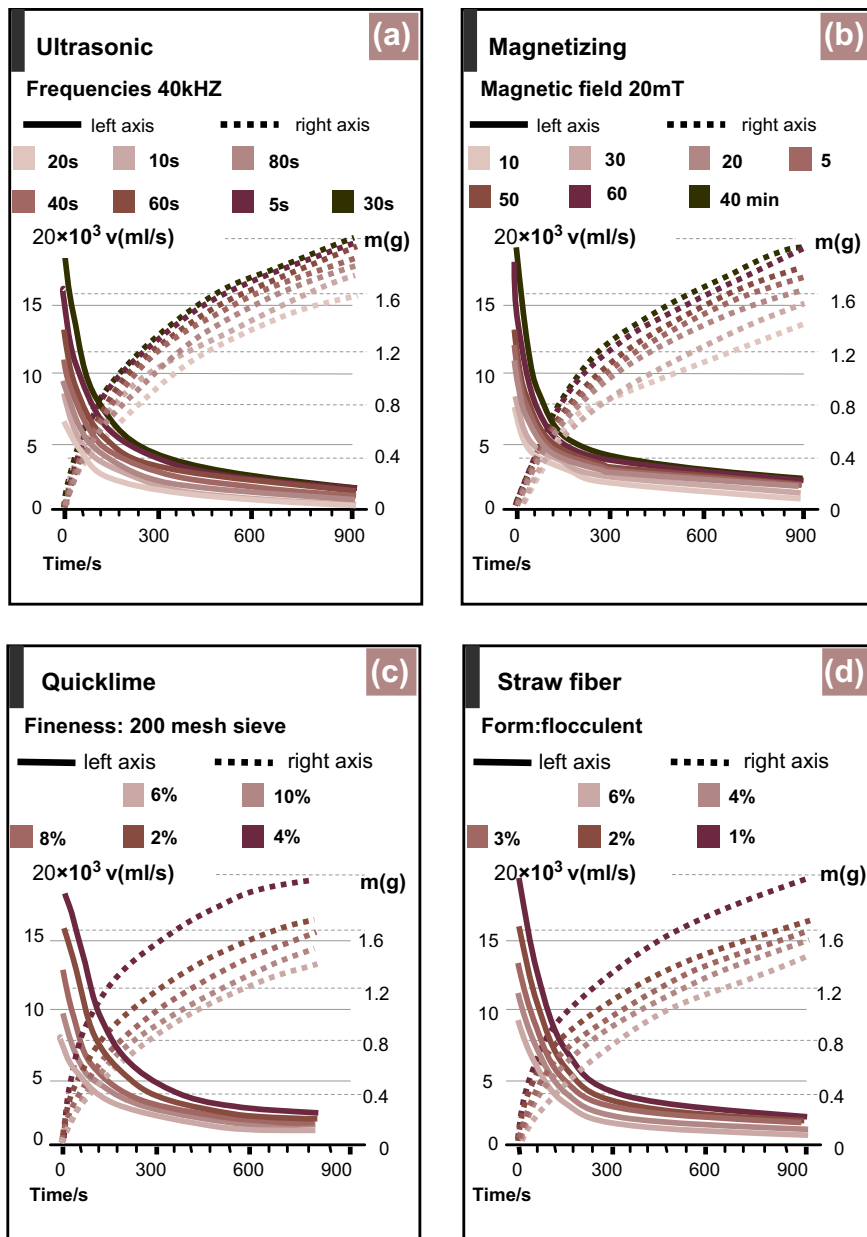 Ultrasonic (a)
Frequencies 40kHZ
left axis right axis
20s 10s 80s
40s 60s 5s 30s
20×10³ v(ml/s) m(g)
15 1.6
1.2
10
0.8
5
0.4
0 0
0 300 600 900
Time/s
Magnetizing (b)
Magnetic field 20mT
left axis right axis
10 30 20 5
50 60 40 min
20×10³ v(ml/s) m(g)
15 1.6
1.2
10
0.8
5
0.4
0 0
0 300 600 900
Time/s
Quicklime (c)
Fineness: 200 mesh sieve
left axis right axis
6% 10%
8% 2% 4%
20×10³ v(ml/s) m(g)
15 1.6
1.2
10
0.8
5
0.4
0 0
0 300 600 900
Time/s
Straw fiber (d)
Form:flocculent
left axis right axis
6% 4%
3% 2% 1%
20×10³ v(ml/s) m(g)
15 1.6
1.2
10
0.8
5
0.4
0 0
0 300 600 900
Time/s